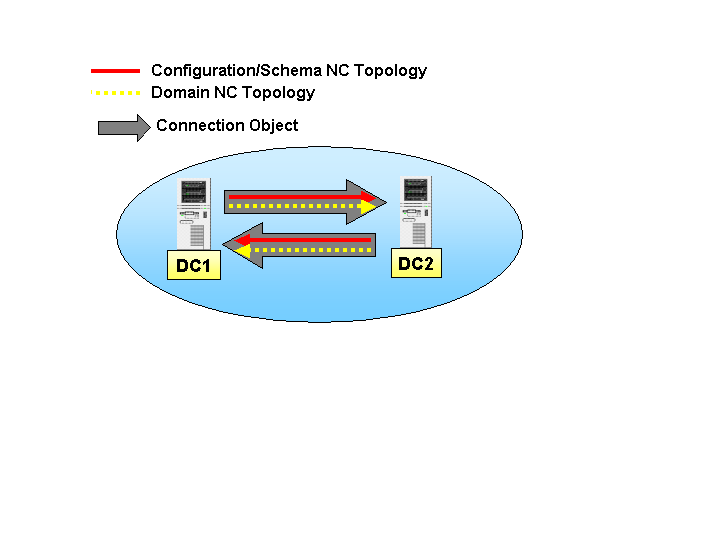 Configuration/Schema NC Topology
Domain NC Topology
Connection Object
DC1
DC2